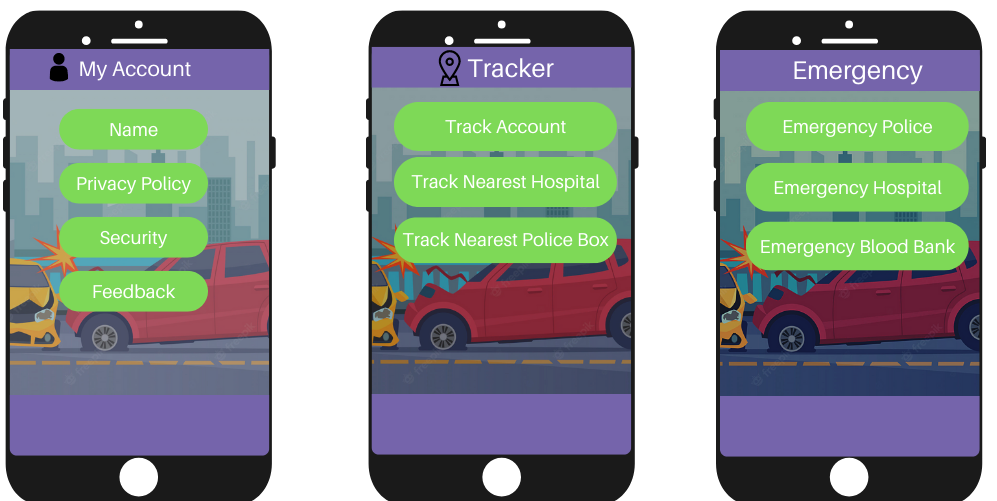 My Account
Name
Privacy Policy
Security
Feedback
Tracker
Track Account
Track Nearest Hospital
Track Nearest Police Box
Emergency
Emergency Police
Emergency Hospital
Emergency Blood Bank